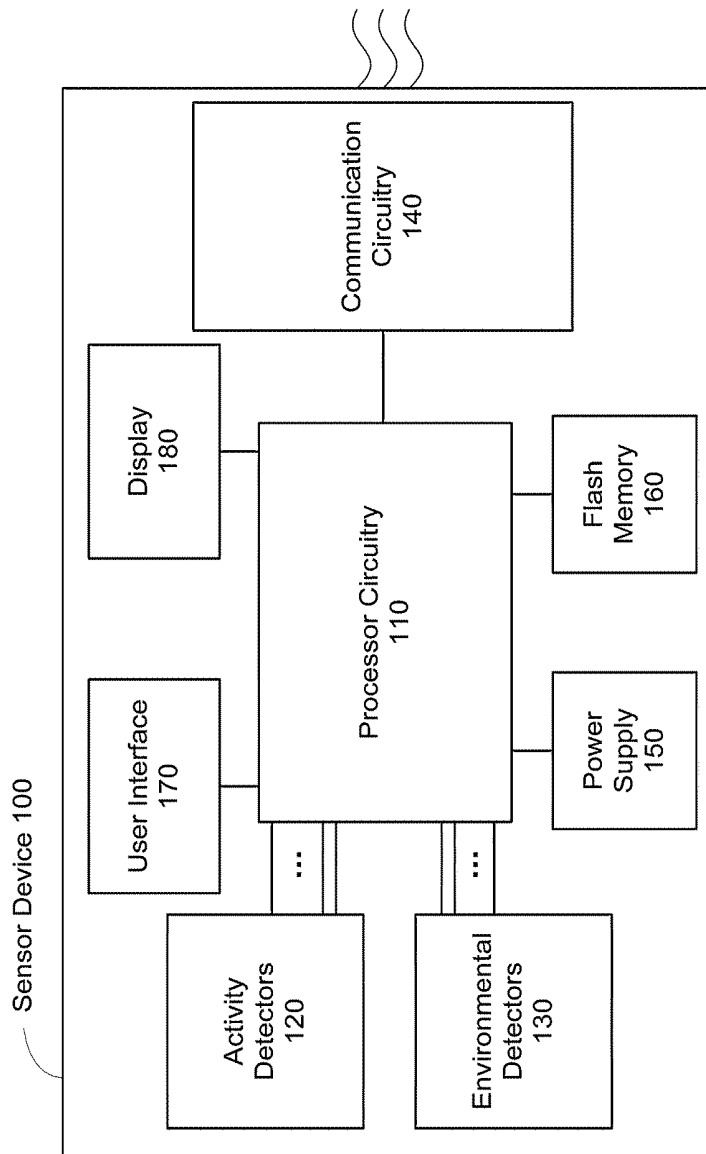 Sensor Device 100
User Interface
170
Display
180
Activity
Detectors
120
...
Processor Circuitry
110
Communication
Circuitry
140
Environmental
Detectors
130
...
Power
Supply
150
Flash
Memory
160